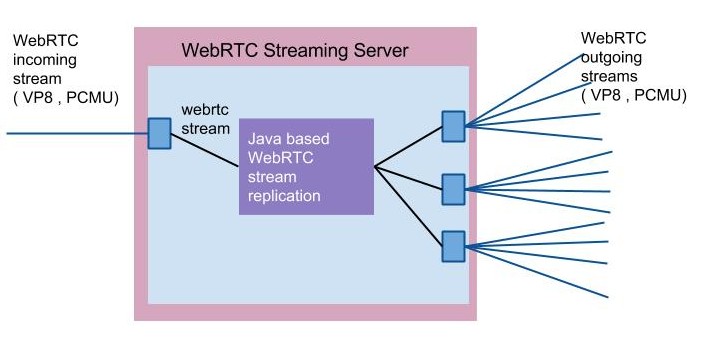 WebRTC
incoming
stream
( VP8 , PCMU)
WebRTC Streaming Server
webrtc
stream
Java based
WebRTC
stream
replication
WebRTC
outgoing
streams
( VP8 , PCMU)